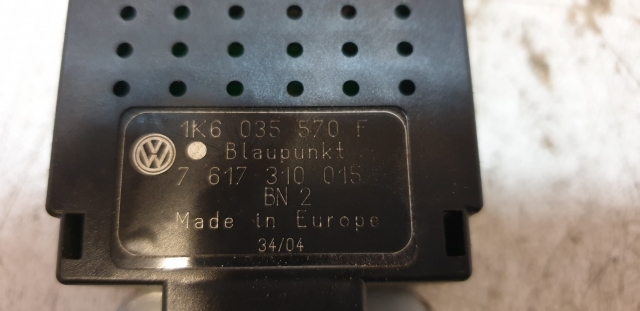 1K6 035 570 F
Blaupunkt
7 617 310 015
BN 2
Made in Europe
34/04